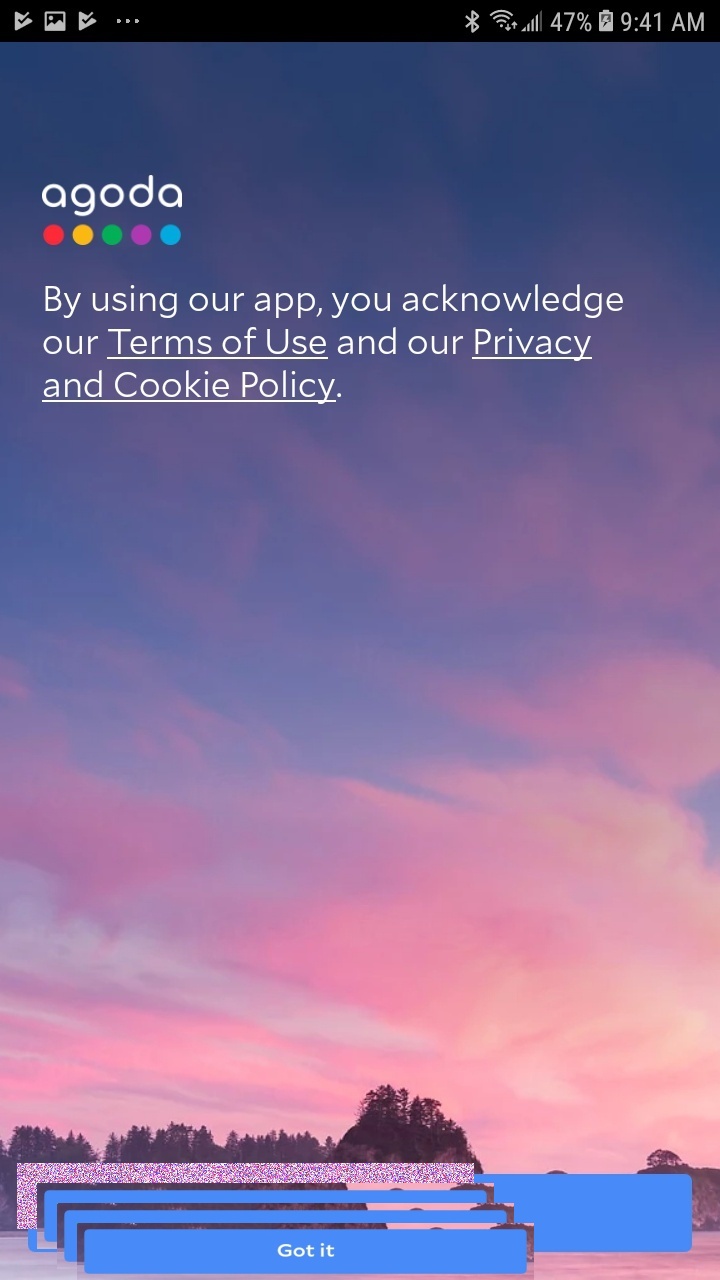 47% 9:41 AM
agoda
By using our app, you acknowledge
our Terms of Use and our Privacy
and Cookie Policy.
Got it